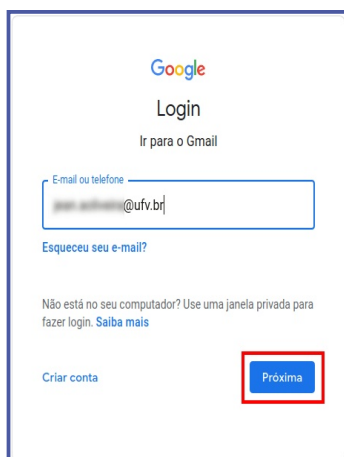 Google
Login
Ir para o Gmail
E-mail ou telefone
@ufv.br
Esqueceu seu e-mail?
Não está no seu computador? Use uma janela privada para
fazer login. Saiba mais
Criar conta
Próxima